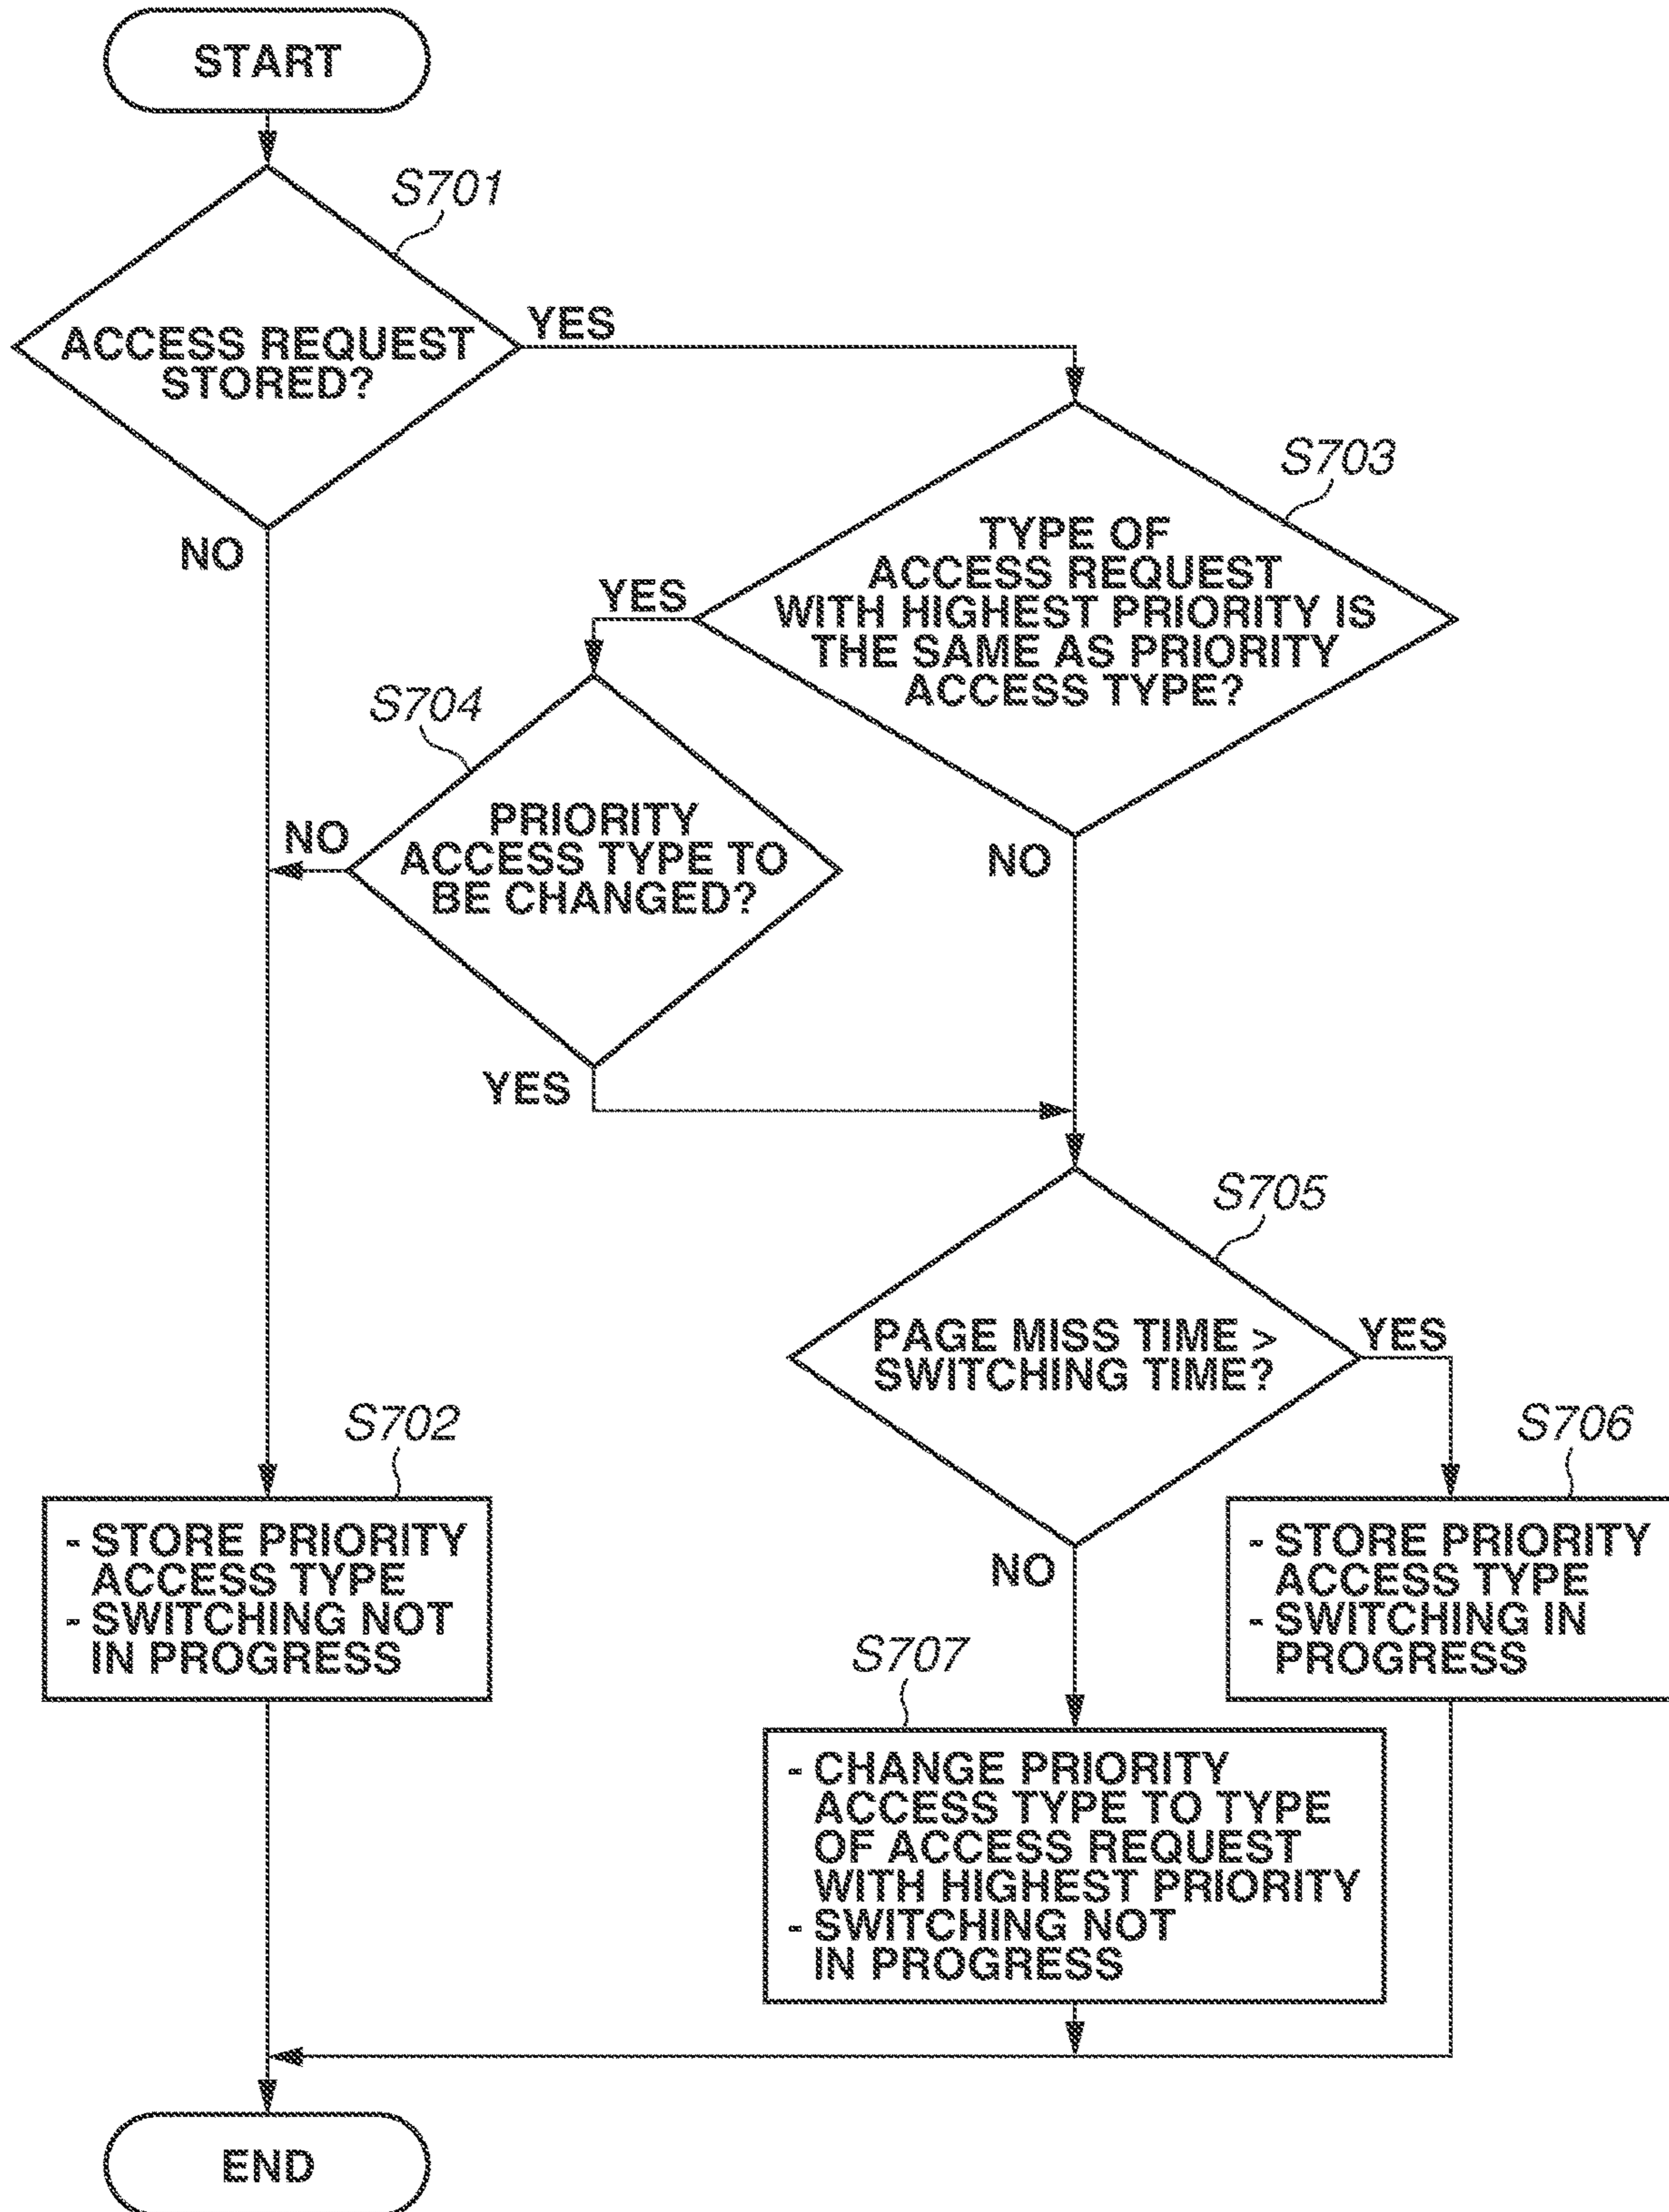 START
S701
ACCESS REQUEST
STORED?
YES
NO
S703
TYPE OF
ACCESS REQUEST
WITH HIGHEST PRIORITY IS
THE SAME AS PRIORITY
ACCESS TYPE?
YES
NO
S704
PRIORITY
ACCESS TYPE TO
BE CHANGED?
NO
YES
S705
PAGE MISS TIME >
SWITCHING TIME?
YES
NO
S702
- STORE PRIORITY
ACCESS TYPE
- SWITCHING NOT
IN PROGRESS
S706
- STORE PRIORITY
ACCESS TYPE
- SWITCHING IN
PROGRESS
S707
- CHANGE PRIORITY
ACCESS TYPE TO TYPE
OF ACCESS REQUEST
WITH HIGHEST PRIORITY
- SWITCHING NOT
IN PROGRESS
END